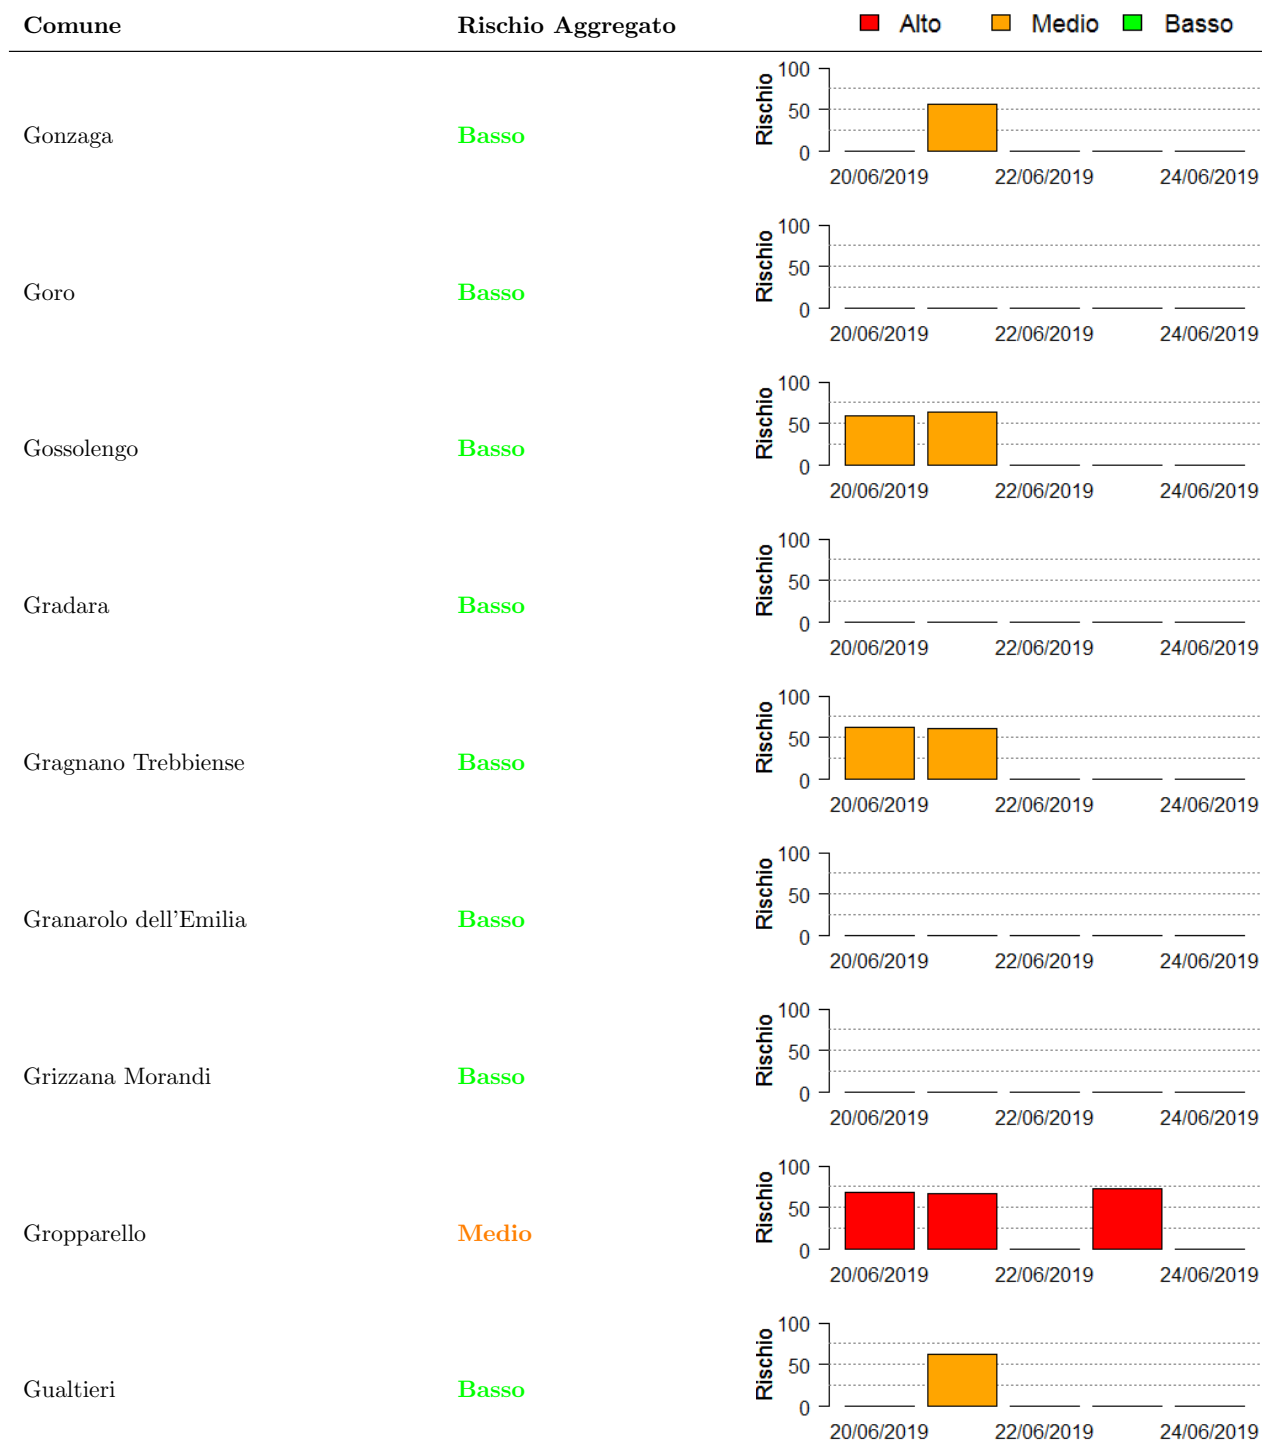 Comune Rischio Aggregato Alto Medio Basso
Gonzaga Basso Rischio 100 50 0
20/06/2019 22/06/2019 24/06/2019
Goro Basso Rischio 100 50 0
20/06/2019 22/06/2019 24/06/2019
Gossolengo Basso Rischio 100 50 0
20/06/2019 22/06/2019 24/06/2019
Gradara Basso Rischio 100 50 0
20/06/2019 22/06/2019 24/06/2019
Gragnano Trebbiense Basso Rischio 100 50 0
20/06/2019 22/06/2019 24/06/2019
Granarolo dell'Emilia Basso Rischio 100 50 0
20/06/2019 22/06/2019 24/06/2019
Grizzana Morandi Basso Rischio 100 50 0
20/06/2019 22/06/2019 24/06/2019
Gropparello Medio Rischio 100 50 0
20/06/2019 22/06/2019 24/06/2019
Gualtieri Basso Rischio 100 50 0
20/06/2019 22/06/2019 24/06/2019